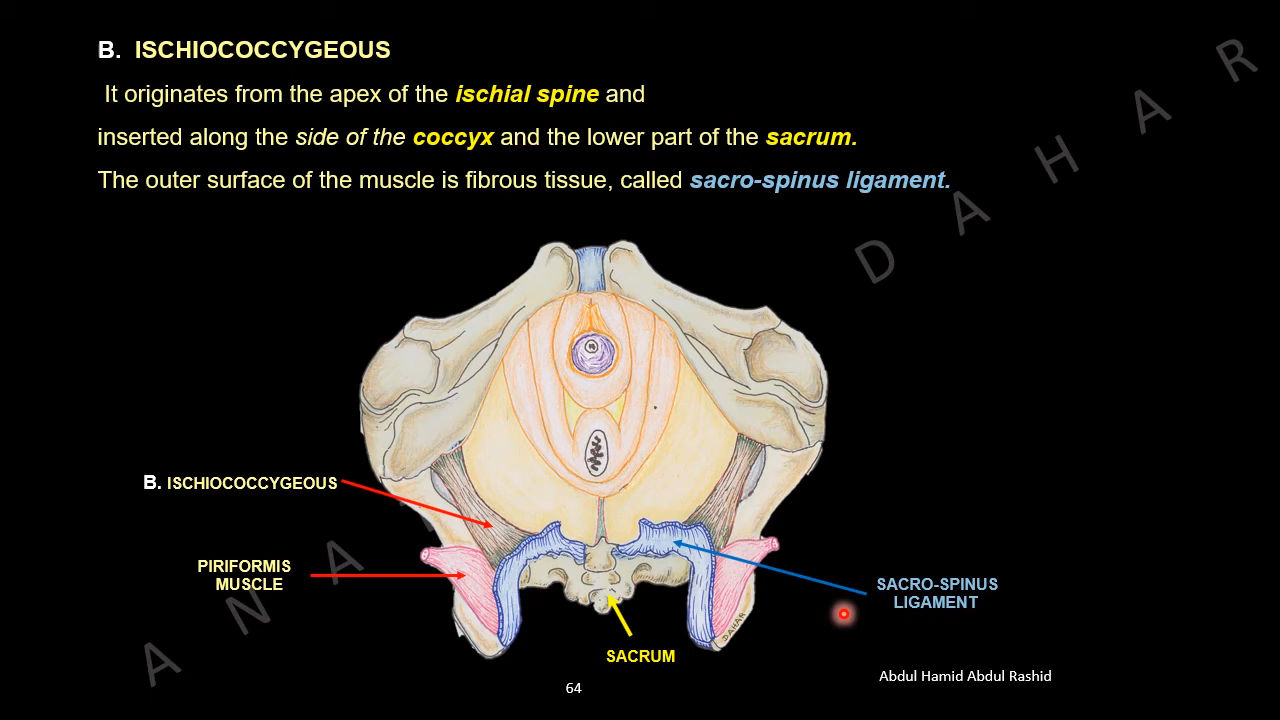 B. ISCHIOCOCCYGEOUS
It originates from the apex of the ischial spine and
inserted along the side of the coccyx and the lower part of the sacrum.
The outer surface of the muscle is fibrous tissue, called sacro-spinus ligament.
D A H A R
B. ISCHIOCOCCYGEOUS
PIRIFORMIS
MUSCLE
SACRO-SPINUS
LIGAMENT
DAHAR
SACRUM
A N A T
Abdul Hamid Abdul Rashid
64